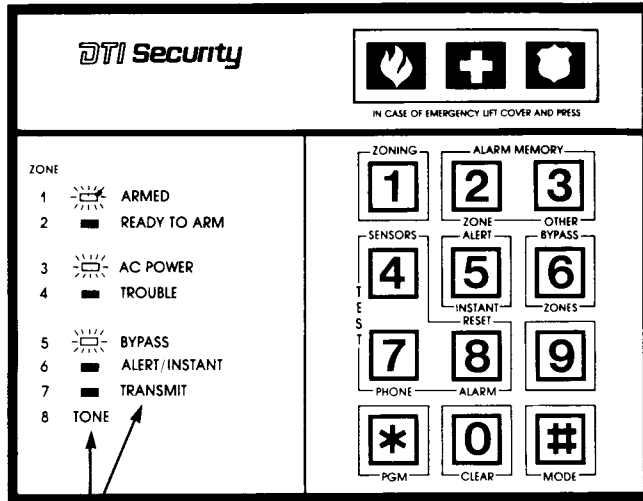 DTI Security
IN CASE OF EMERGENCY LIFT COVER AND PRESS
ZONE
1 ARMED
2 READY TO ARM
3 AC POWER
4 TROUBLE
5 BYPASS
6 ALERT/INSTANT
7 TRANSMIT
8 TONE
ZONING
ALARM MEMORY
1 2 3
ZONE OTHER
SENSORS ALERT BYPASS
4 5 6
TEST
INSTANT ZONES
RESET
7 8 9
PHONE ALARM
* 0 #
PGM CLEAR MODE